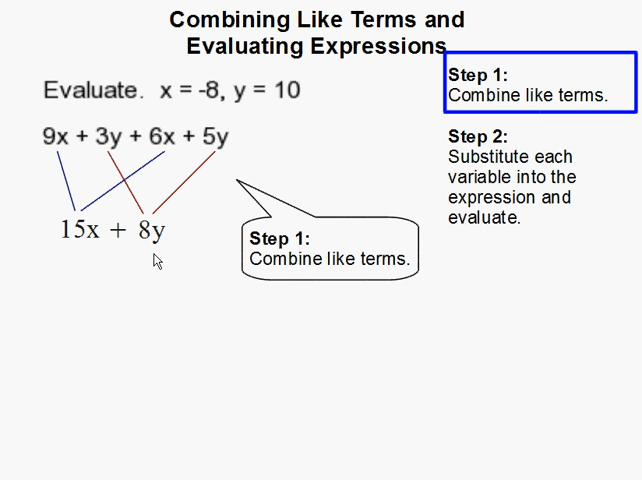 Combining Like Terms and
Evaluating Expressions
Evaluate.  x = -8, y = 10
9x + 3y + 6x + 5y
15x + 8y
Step 1:
Combine like terms.
Step 1:
Combine like terms.
Step 2:
Substitute each
variable into the
expression and
evaluate.